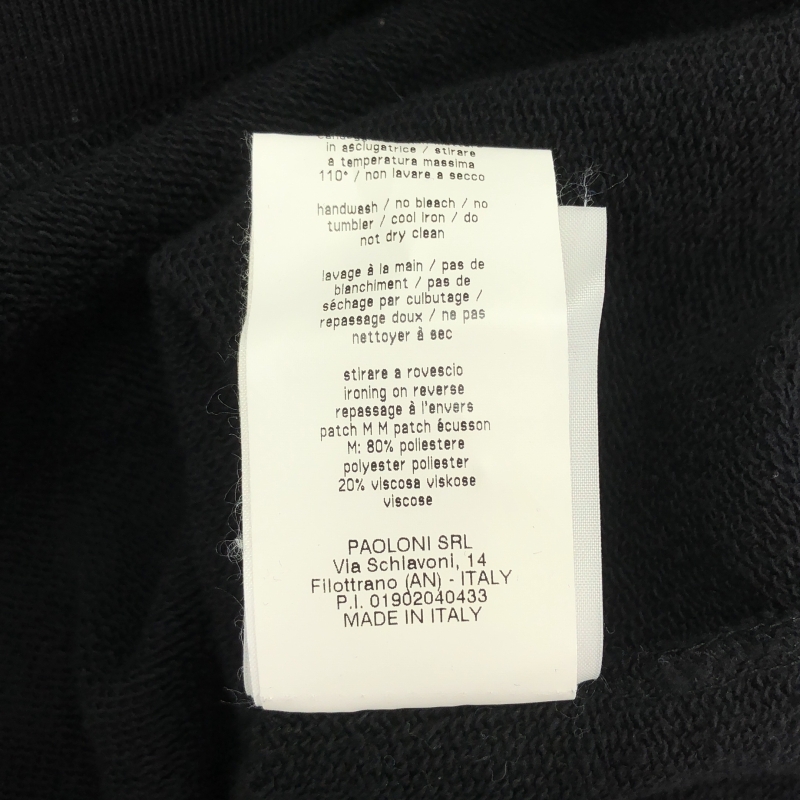 in asciugatrice / stirare
a temperatura massima
110° / non lavare a secco
handwash / no bleach / no
tumbler / cool iron / do
not dry clean
lavage à la main / pas de
blanchiment / pas de
séchage par culbutage /
repassage doux / ne pas
nettoyer à sec
stirare a rovescio
ironing on reverse
repassage à l'envers
patch M M patch écusson
M: 80% poliestere
polyester poliester
20% viscosa viskose
viscose
PAOLONI SRL
Via Schiavoni, 14
Filottrano (AN) - ITALY
P.I. 01902040433
MADE IN ITALY